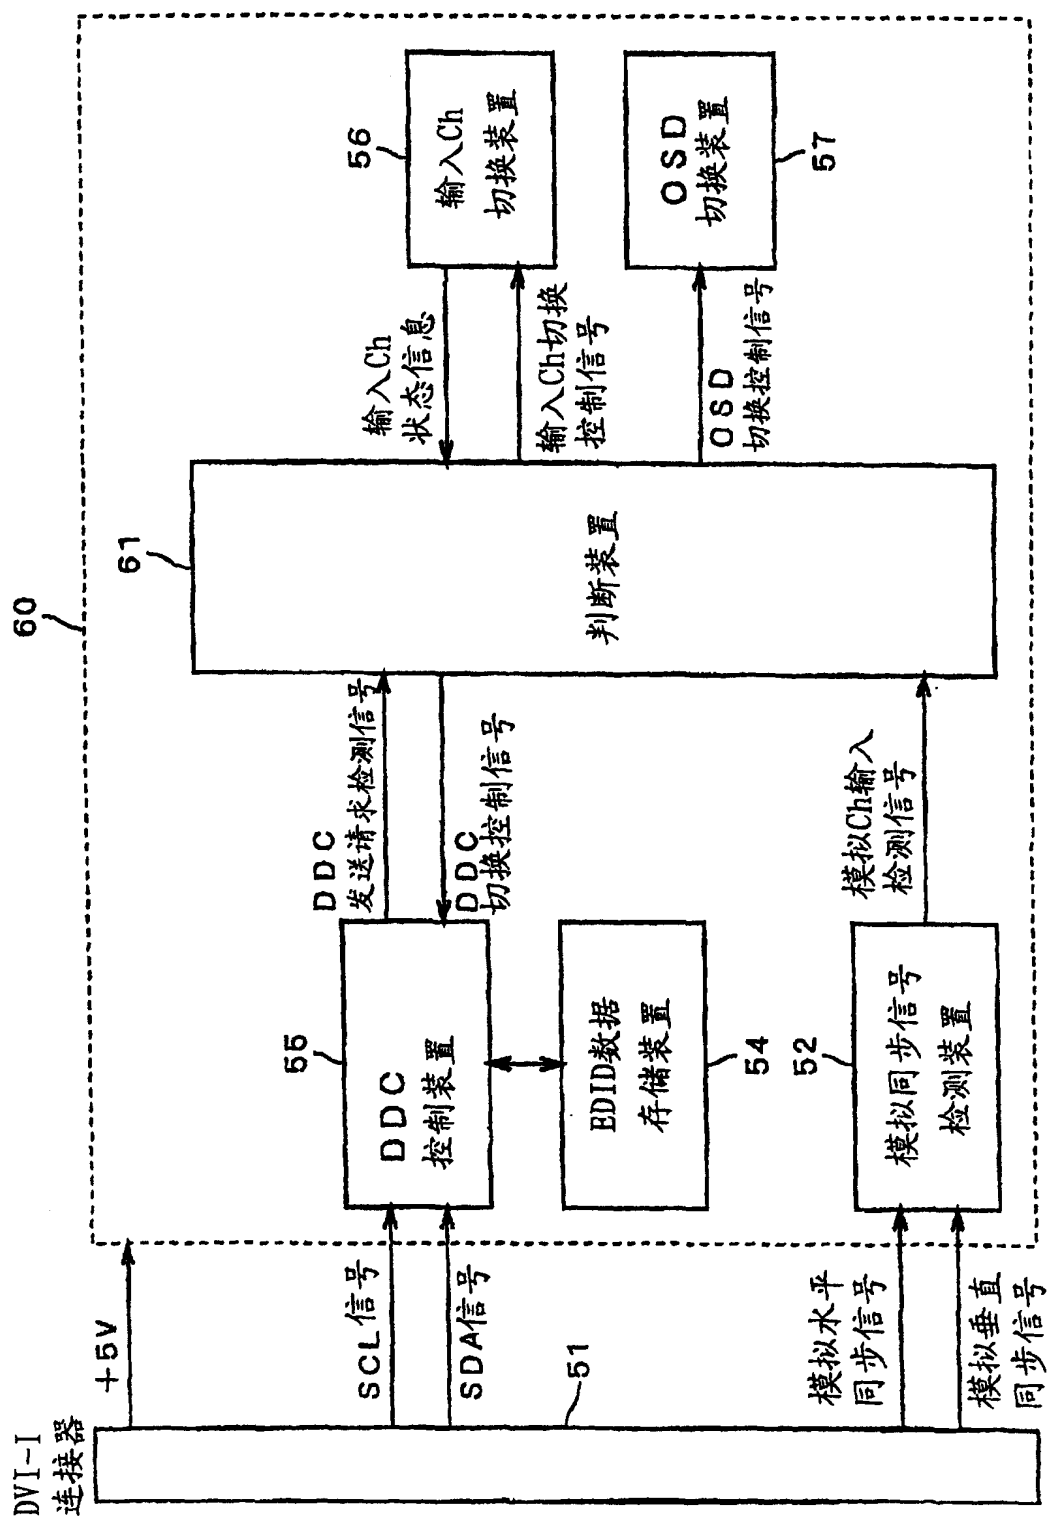 60
DVI-I
连接器
+5V
61
DDC
发送请求检测信号
输入Ch
状态信息
56
输入Ch
切换装置
SCL信号
55
DDC
控制装置
DDC
切换控制信号
输入Ch切换
控制信号
SDA信号
51
EDID数据
存储装置
54
判断装置
OSD
切换控制信号
OSD
切换装置
57
模拟水平
同步信号
52
模拟同步信号
检测装置
模拟Ch输入
检测信号
模拟垂直
同步信号